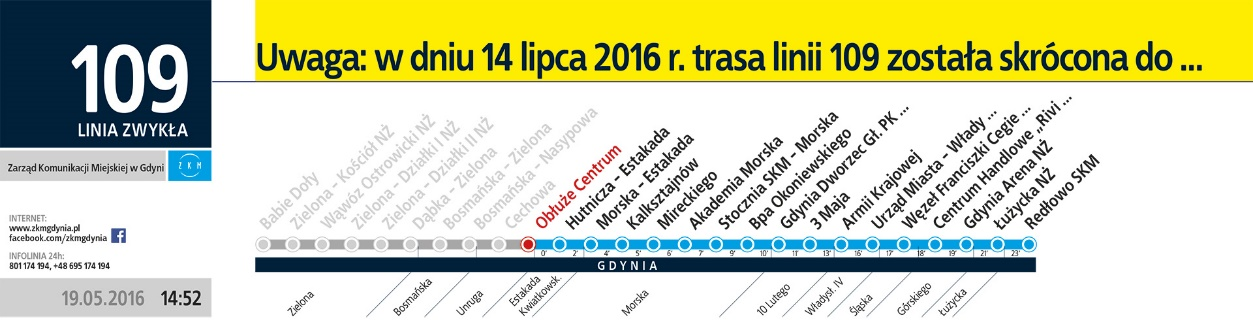 109
LINIA ZWYKŁA
Zarząd Komunikacji Miejskiej w Gdyni
Z K M
INTERNET:
www.zkmgdynia.pl
facebook.com/zkmgdynia
INFOLINIA 24h:
801 174 194, +48 695 174 194
19.05.2016 14:52
Uwaga: w dniu 14 lipca 2016 r. trasa linii 109 została skrócona do ...
Babie Doły
Zielona – Kościół NŻ
Wąwóz Ostrowicki NŻ
Zielona – Działki I NŻ
Zielona – Działki II NŻ
Dąbka – Zielona
Bosmańska – Zielona
Bosmańska – Nasypowa
Cechowa
Obłuże Centrum
Hutnicza – Estakada
Morska – Estakada
Kalksztajnów
Mireckiego
Akademia Morska
Stocznia SKM – Morska
Bpa Okoniewskiego
Gdynia Dworzec Gł. PK ...
3 Maja
Armii Krajowej
Urząd Miasta – Włady ...
Węzeł Franciszki Cegie ...
Centrum Handlowe „Rivi ...
Gdynia Arena NŻ
Łużycka NŻ
Redłowo SKM
0' 2' 4' 5' 6' 7' 9' 10' 11' 13' 16' 17' 18' 19' 21' 23'
GDYNIA
Zielona
Bosmańska
Unruga
Estakada
Kwiatkowsk.
Morska
10 Lutego
Władysł. IV
Śląska
Górskiego
Łużycka